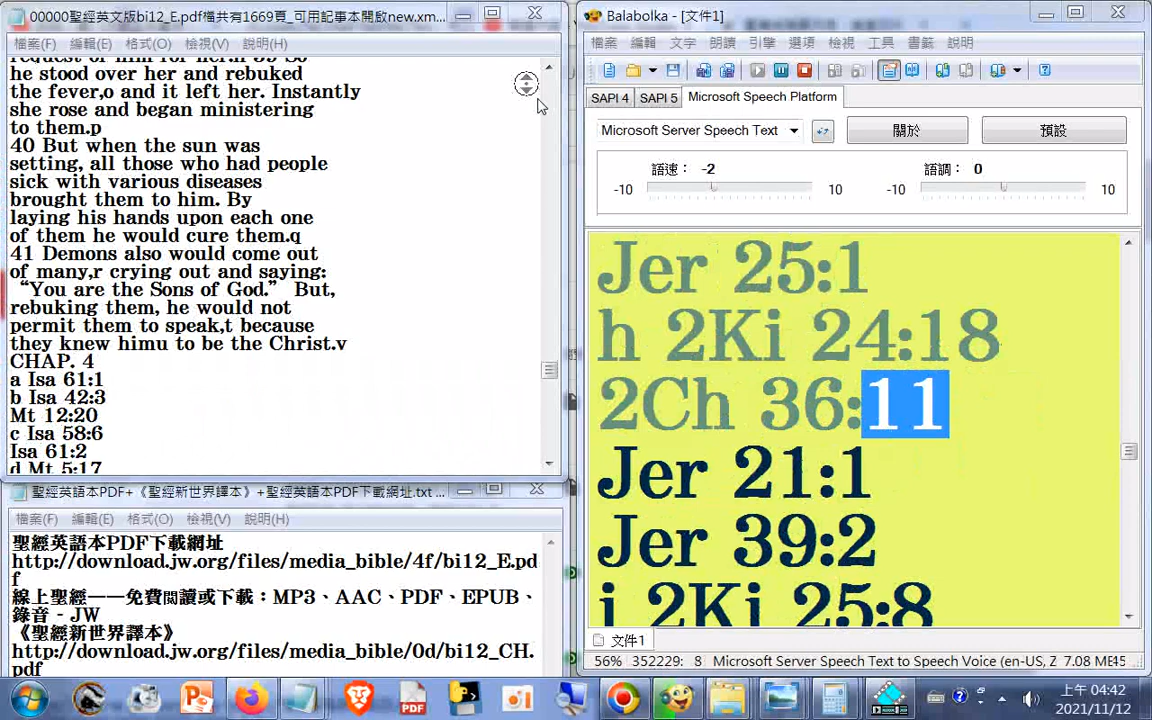 00000聖經英文版bi12_E.pdf檔共有1669頁_可用記事本開啟new.xm...
檔案(F) 編輯(E) 格式(O) 檢視(V) 說明(H)
request of him for her.n 39 So
he stood over her and rebuked
the fever,o and it left her. Instantly
she rose and began ministering
to them.p
40 But when the sun was
setting, all those who had people
sick with various diseases
brought them to him. By
laying his hands upon each one
of them he would cure them.q
41 Demons also would come out
of many,r crying out and saying:
“You are the Sons of God.” But,
rebuking them, he would not
permit them to speak,t because
they knew himu to be the Christ.v
CHAP. 4
a Isa 61:1
b Isa 42:3
Mt 12:20
c Isa 58:6
Isa 61:2
d Mt 5:17
聖經英語本PDF+《聖經新世界譯本》+聖經英語本PDF下載網址.txt ...
檔案(F) 編輯(E) 格式(O) 檢視(V) 說明(H)
聖經英語本PDF下載網址
http://download.jw.org/files/media_bible/4f/bi12_E.pd
f
線上聖經——免費閱讀或下載：MP3、AAC、PDF、EPUB、
錄音 - JW
《聖經新世界譯本》
http://download.jw.org/files/media_bible/0d/bi12_CH.
pdf
Balabolka - [文件1]
檔案 編輯 文字 朗讀 引擎 選項 檢視 工具 書籤 說明
SAPI 4 SAPI 5 Microsoft Speech Platform
Microsoft Server Speech Text 關於 預設
語速： -2 語調： 0
-10 10 -10 10
Jer 25:1
h 2Ki 24:18
2Ch 36:11
Jer 21:1
Jer 39:2
i 2Ki 25:8
文件1
56% 352229: 8 Microsoft Server Speech Text to Speech Voice (en-US, Z 7.08 ME45
上午 04:42
2021/11/12